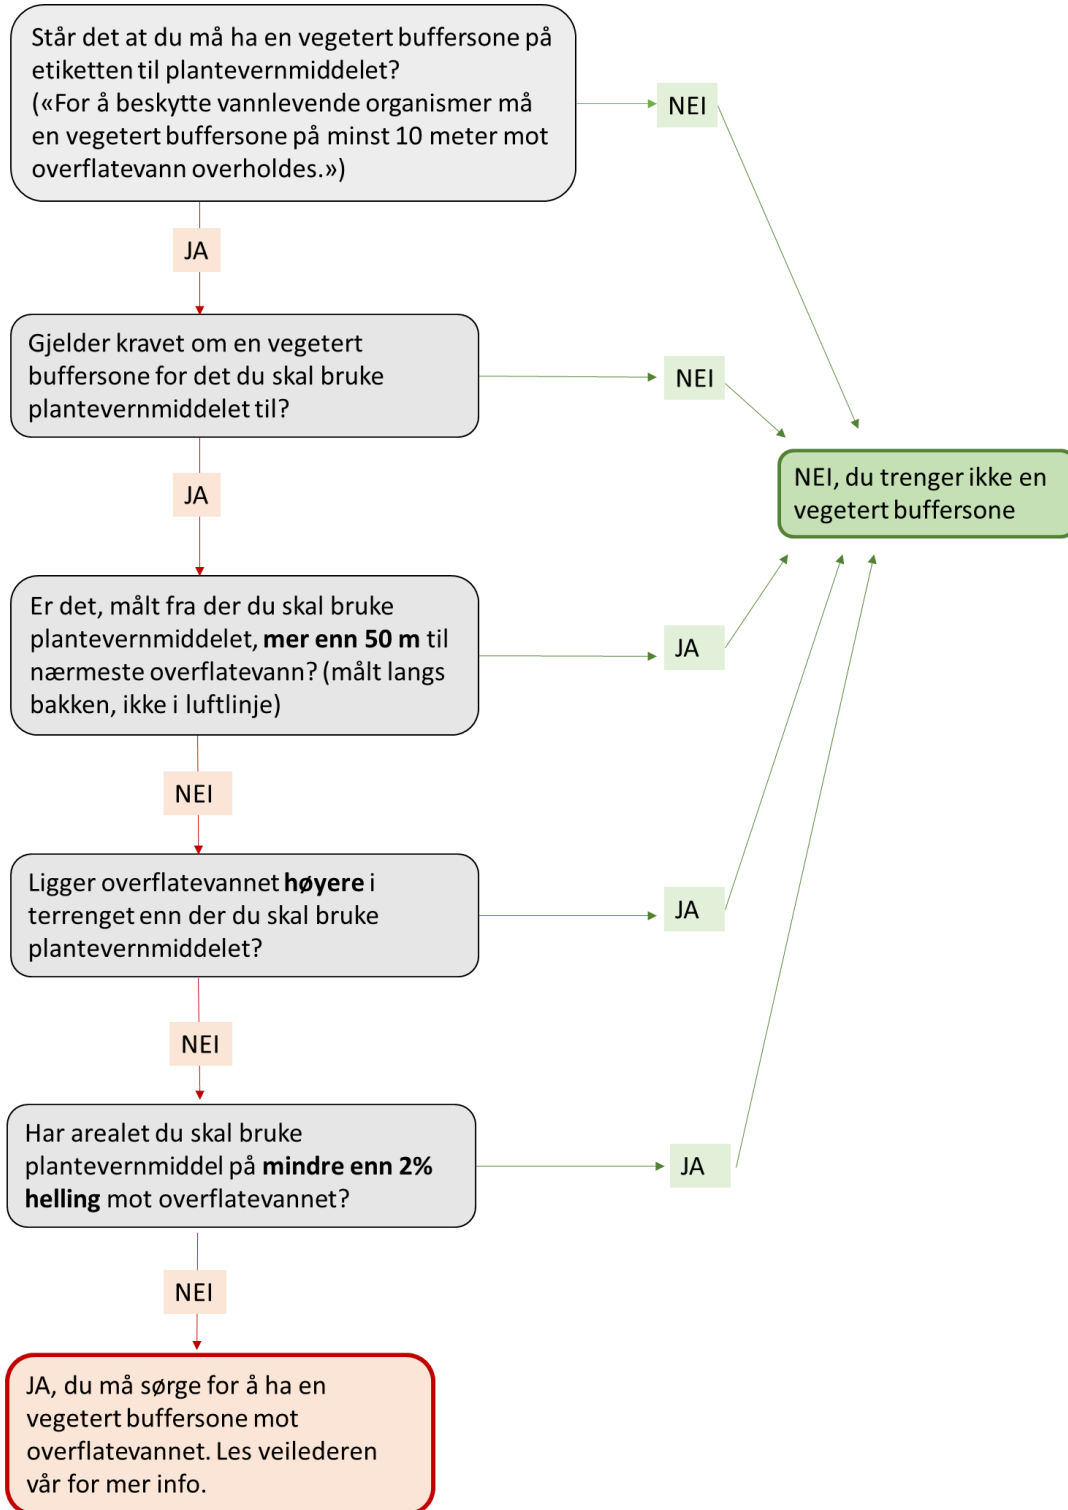 Står det at du må ha en vegetert buffersone på
etiketten til plantevernmiddelet?
(«For å beskytte vannlevende organismer må
en vegetert buffersone på minst 10 meter mot
overflatevann overholdes.»)
NEI
JA
Gjelder kravet om en vegetert
buffersone for det du skal bruke
plantevernmiddelet til?
NEI
JA
NEI, du trenger ikke en
vegetert buffersone
Er det, målt fra der du skal bruke
plantevernmiddelet, mer enn 50 m til
nærmeste overflatevann? (målt langs
bakken, ikke i luftlinje)
JA
NEI
Ligger overflatevannet høyere i
terrenget enn der du skal bruke
plantevernmiddelet?
JA
NEI
Har arealet du skal bruke
plantevernmiddel på mindre enn 2%
helling mot overflatevannet?
JA
NEI
JA, du må sørge for å ha en
vegetert buffersone mot
overflatevannet. Les veilederen
vår for mer info.